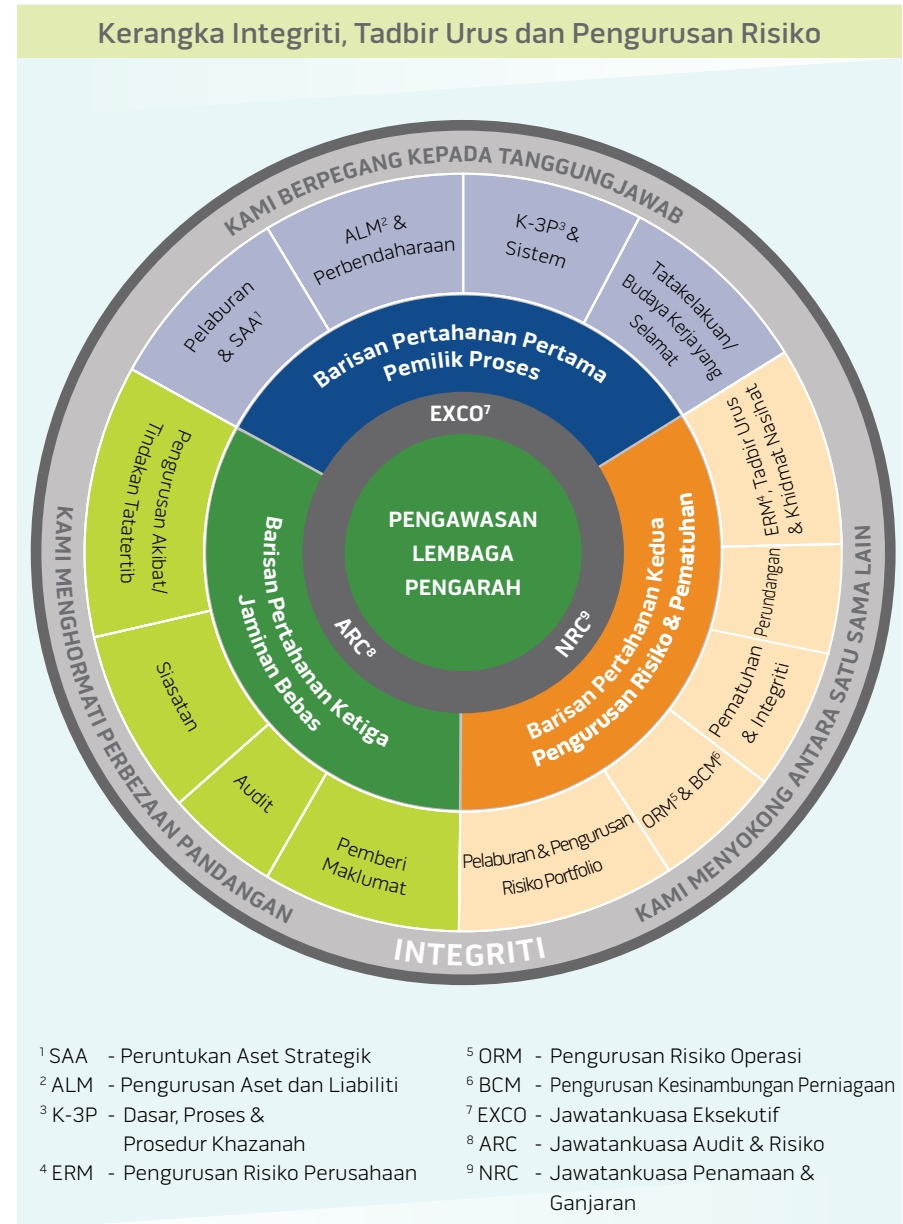 Kerangka Integriti, Tadbir Urus dan Pengurusan Risiko
KAMI BERPEGANG KEPADA TANGGUNGJAWAB
Pelaburan
& SAA¹
ALM² &
Perbendaharaan
K-3P³ &
Sistem
Tatakelakuan/
Budaya Kerja yang
Selamat
Barisan Pertahanan Pertama
Pemilik Proses
EXCO⁷
PENGAWASAN
LEMBAGA
PENGARAH
ARC⁸
NRC⁹
ERM⁴, Tadbir Urus
& Khidmat Nasihat
Perundangan
Pematuhan
& Integriti
ORM⁵ & BCM⁶
Pelaburan & Pengurusan
Risiko Portfolio
Barisan Pertahanan Kedua
Pengurusan Risiko & Pematuhan
KAMI MENYOKONG ANTARA SATU SAMA LAIN
Barisan Pertahanan Ketiga
Jaminan Bebas
Pengurusan Akibat/
Tindakan Tatatertib
Siasatan
Audit
Pemberi
Maklumat
KAMI MENGHORMATI PERBEZAAN PANDANGAN
INTEGRITI
¹ SAA - Peruntukan Aset Strategik
² ALM - Pengurusan Aset dan Liabiliti
³ K-3P - Dasar, Proses &
Prosedur Khazanah
⁴ ERM - Pengurusan Risiko Perusahaan
⁵ ORM - Pengurusan Risiko Operasi
⁶ BCM - Pengurusan Kesinambungan Perniagaan
⁷ EXCO - Jawatankuasa Eksekutif
⁸ ARC - Jawatankuasa Audit & Risiko
⁹ NRC - Jawatankuasa Penamaan &
Ganjaran